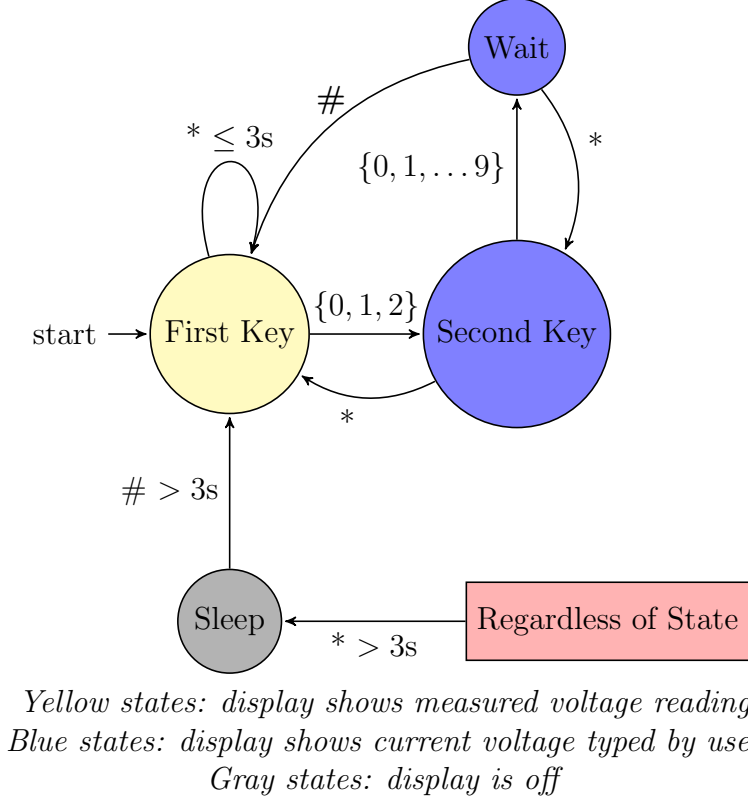 Wait
#
* ≤ 3s
*
{0, 1, . . . 9}
{0, 1, 2}
start
First Key
Second Key
*
# > 3s
Sleep
Regardless of State
* > 3s
Yellow states: display shows measured voltage reading
Blue states: display shows current voltage typed by use
Gray states: display is off